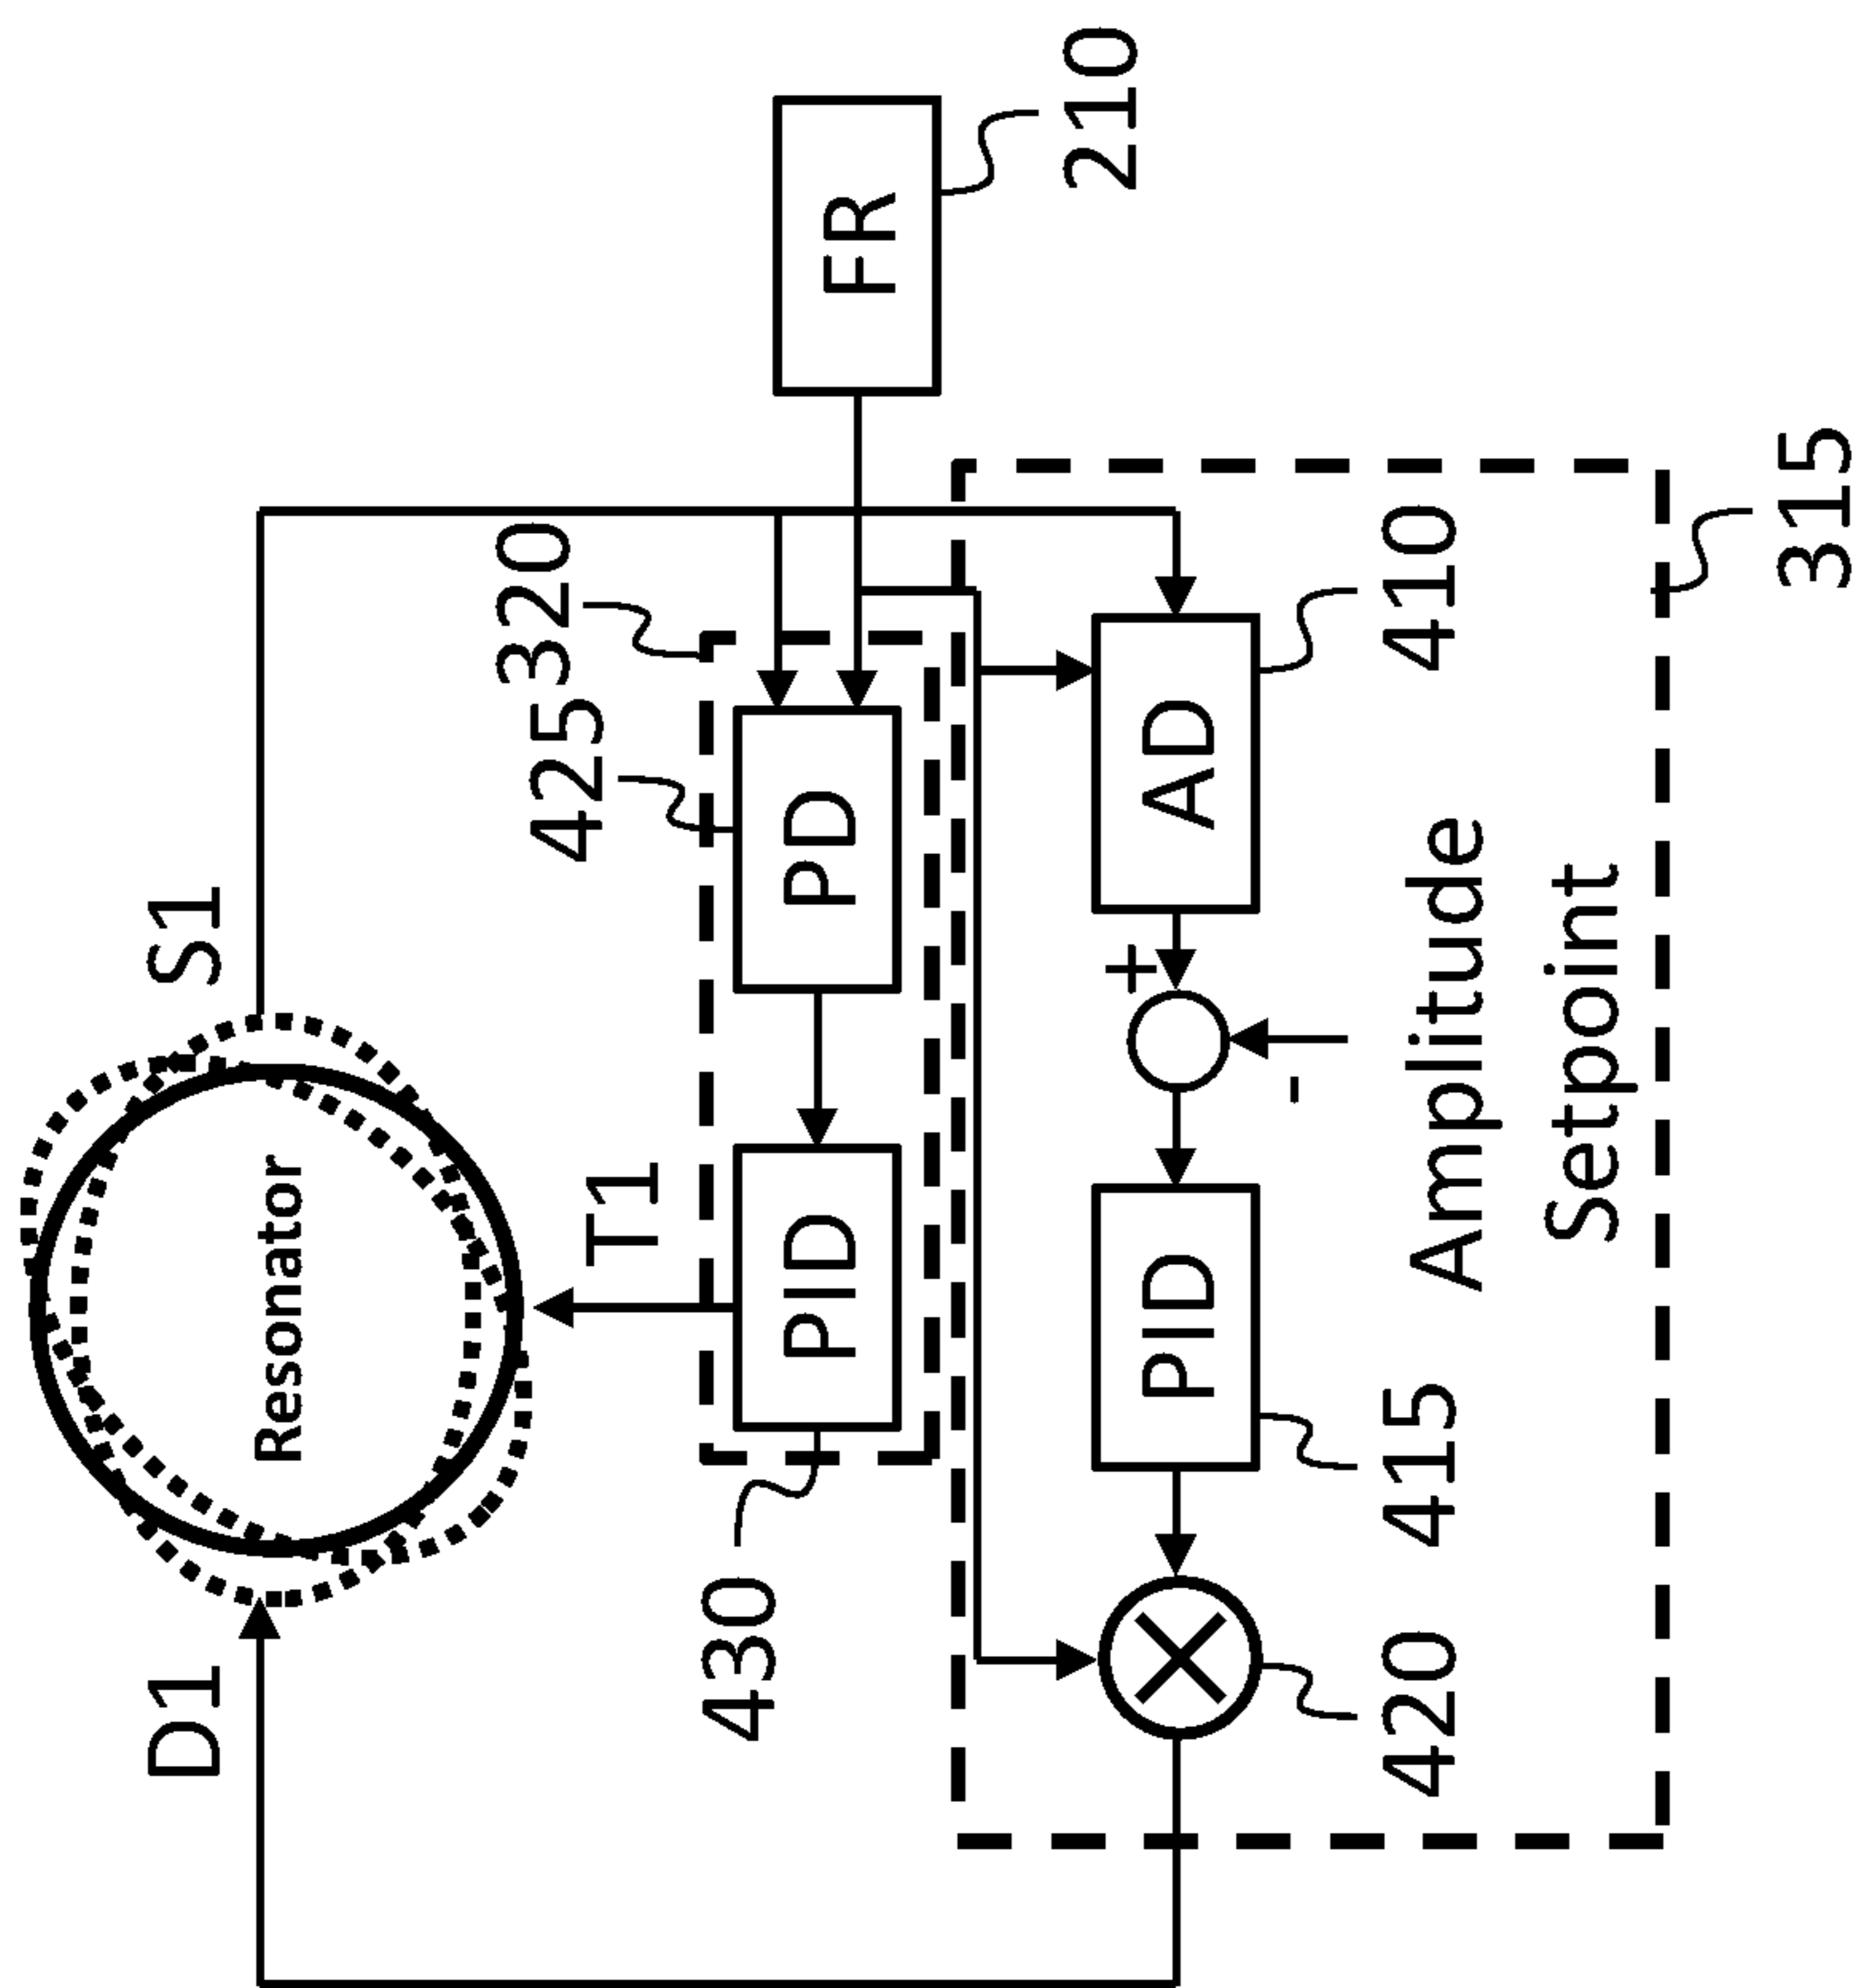 D1
S1
Resonator
T1
320
425
430
PID
PD
FR
210
+
-
PID
AD
420
415
410
Amplitude
Setpoint
315